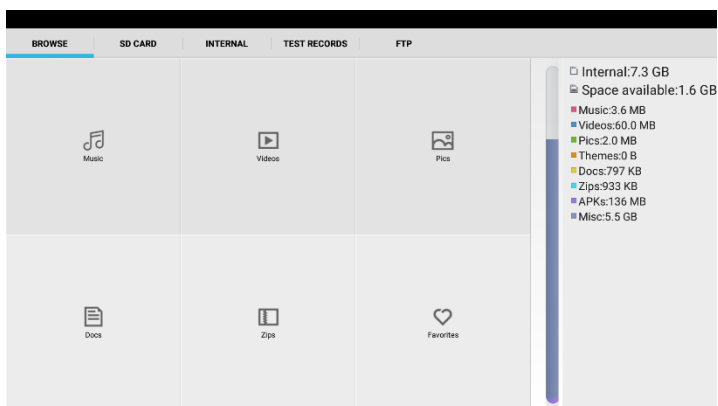 BROWSE SD CARD INTERNAL TEST RECORDS FTP
Music Videos Pics
Docs Zips Favorites
Internal:7.3 GB
Space available:1.6 GB
Music:3.6 MB
Videos:60.0 MB
Pics:2.0 MB
Themes:0 B
Docs:797 KB
Zips:933 KB
APKs:136 MB
Misc:5.5 GB